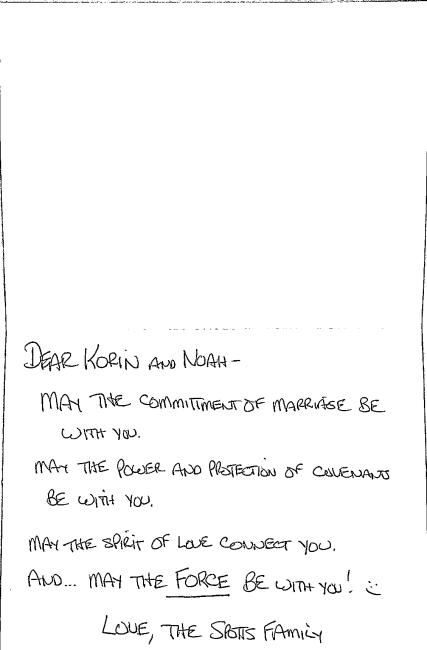 DEAR KORIN AND NOAH -
MAY THE COMMITTMENT OF MARRIAGE BE
WITH YOU.
MAY THE POWER AND PROTECTION OF COVENANTS
BE WITH YOU.
MAY THE SPIRIT OF LOVE CONNECT YOU.
AND... MAY THE FORCE BE WITH YOU! :)
LOVE, THE SPOTTS FAMILY